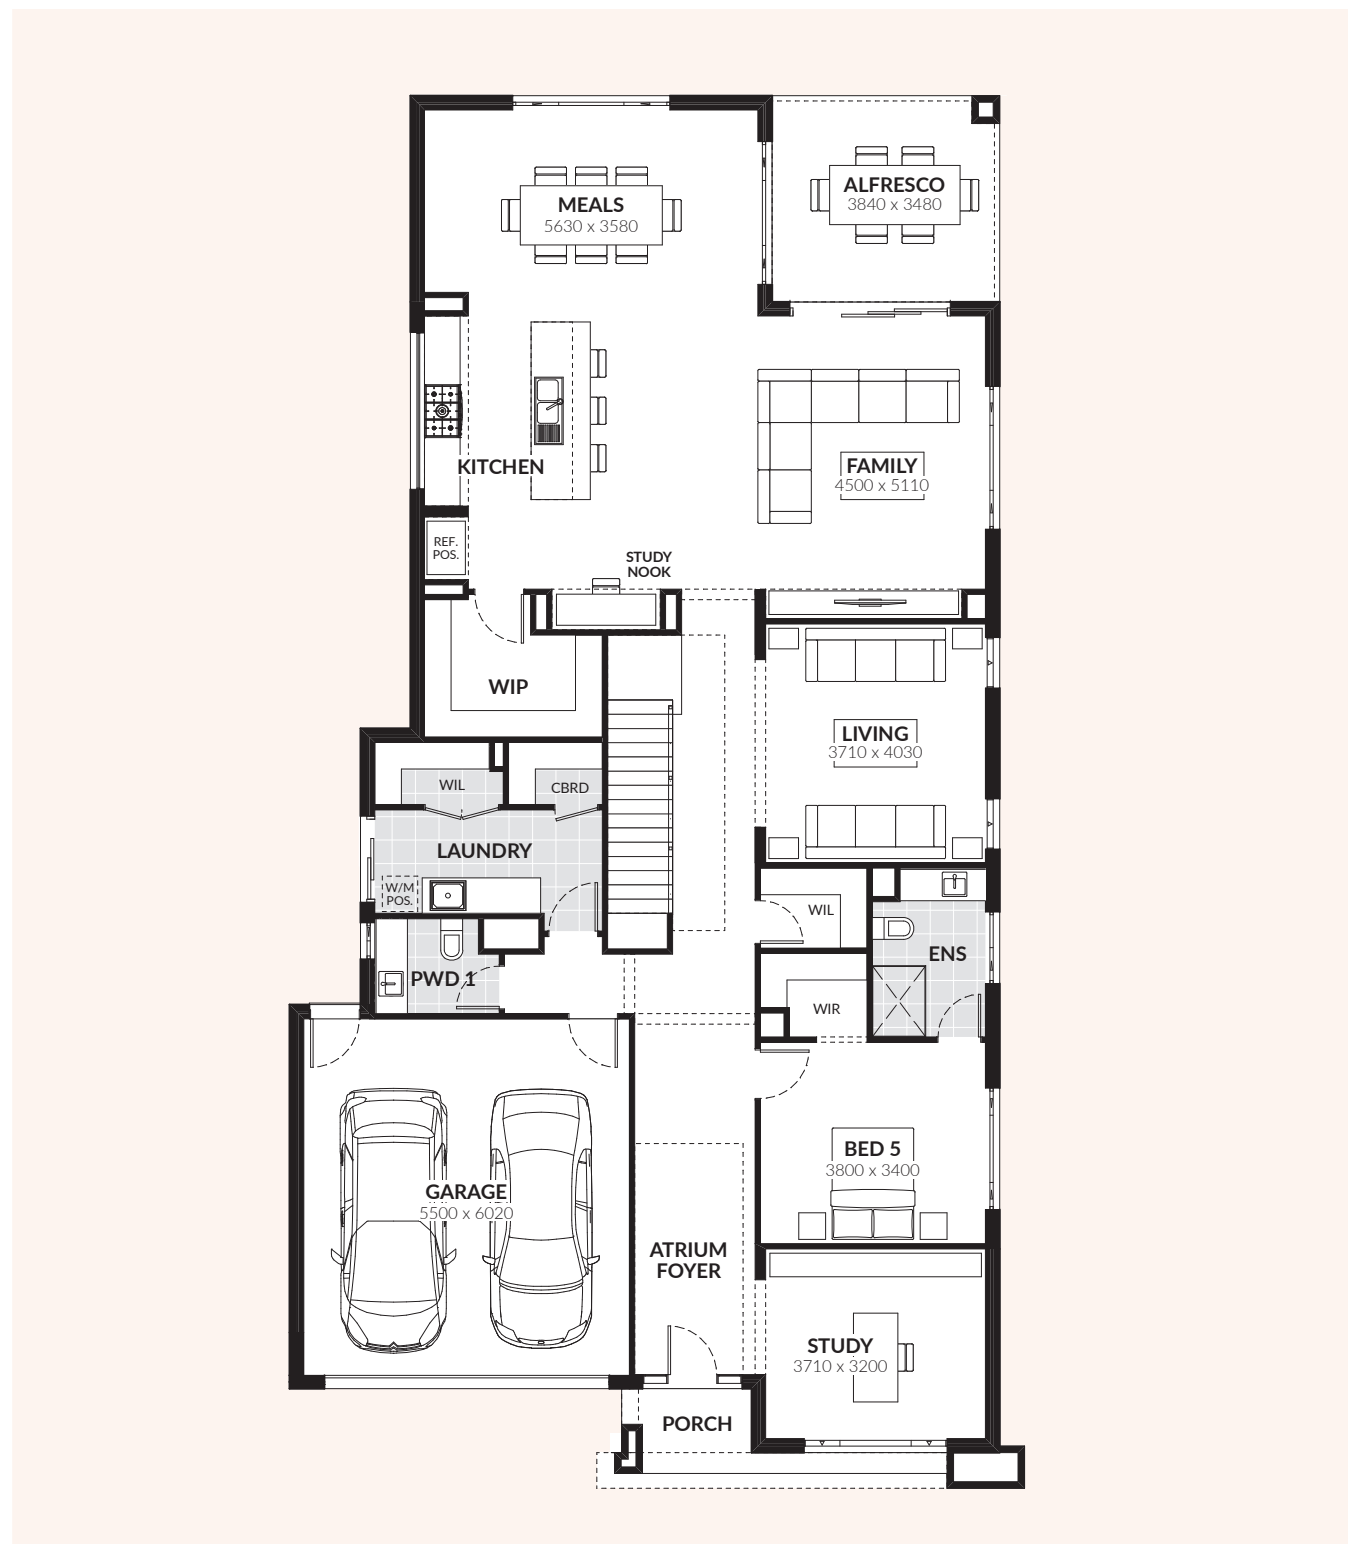 MEALS
5630 x 3580
ALFRESCO
3840 x 3480
KITCHEN
FAMILY
4500 x 5110
REF.
POS.
STUDY
NOOK
WIP
LIVING
3710 x 4030
WIL
CBRD
LAUNDRY
W/M
POS.
WIL
ENS
PWD 1
WIR
BED 5
3800 x 3400
GARAGE
5500 x 6020
ATRIUM
FOYER
STUDY
3710 x 3200
PORCH